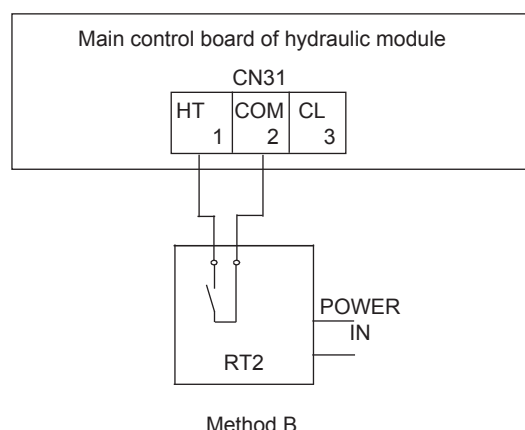 Main control board of hydraulic module
CN31
HT COM CL
1 2 3
POWER
IN
RT2
Method B